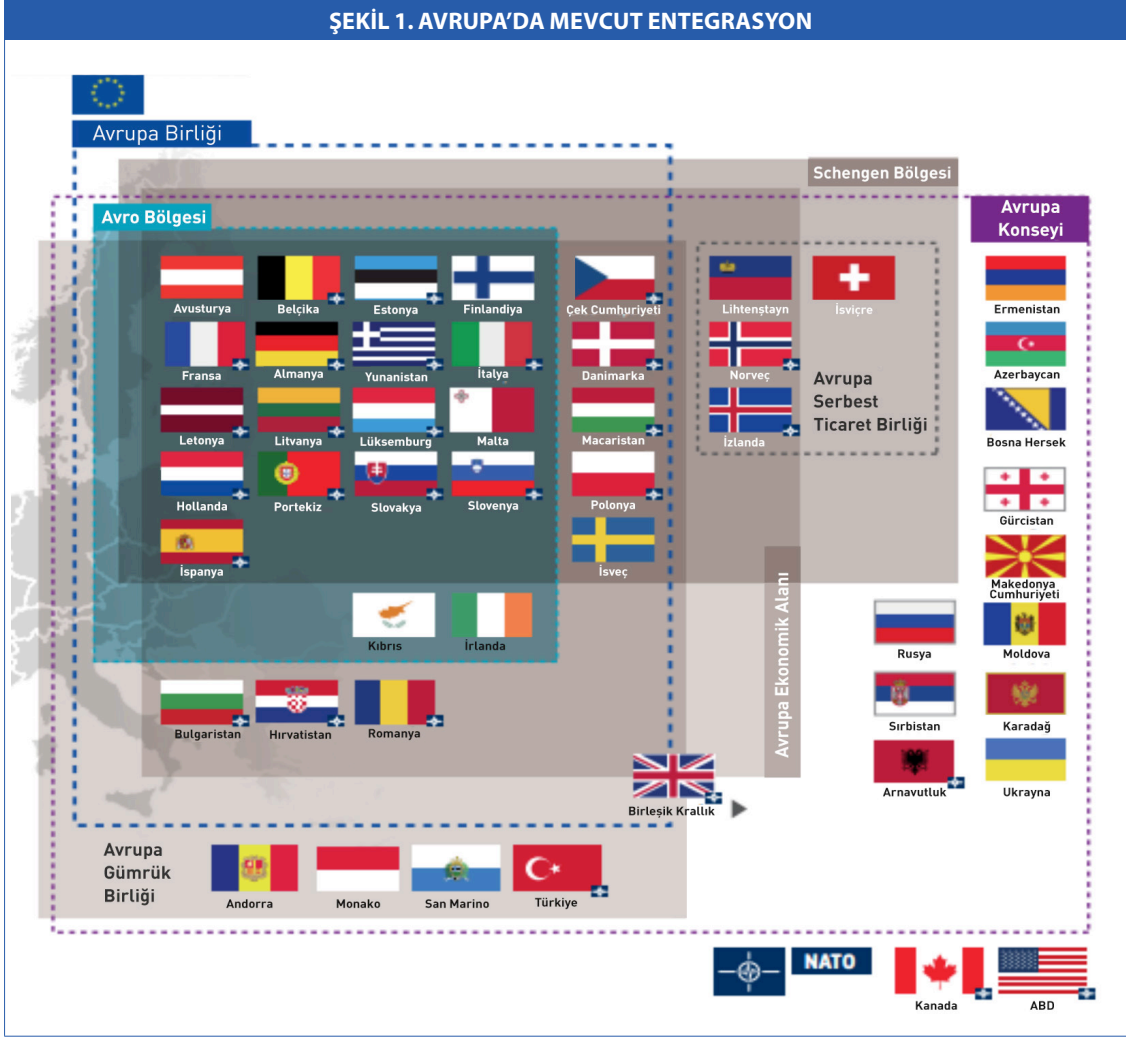 ŞEKİL 1. AVRUPA’DA MEVCUT ENTEGRASYON
Avrupa Birliği
Schengen Bölgesi
Avro Bölgesi
Avrupa
Konseyi
Avusturya
Belçika
Estonya
Finlandiya
Çek Cumhuriyeti
Lihtenştayn
İsviçre
Ermenistan
Fransa
Almanya
Yunanistan
İtalya
Danimarka
Norveç
Avrupa
Serbest
Ticaret Birliği
Azerbaycan
Letonya
Litvanya
Lüksemburg
Malta
Macaristan
İzlanda
Bosna Hersek
Hollanda
Portekiz
Slovakya
Slovenya
Polonya
Gürcistan
İspanya
İsveç
Makedonya
Cumhuriyeti
Avrupa Ekonomik Alanı
Kıbrıs
İrlanda
Rusya
Moldova
Bulgaristan
Hırvatistan
Romanya
Sırbistan
Karadağ
Birleşik Krallık
Arnavutluk
Ukrayna
Avrupa
Gümrük
Birliği
Andorra
Monako
San Marino
Türkiye
NATO
Kanada
ABD